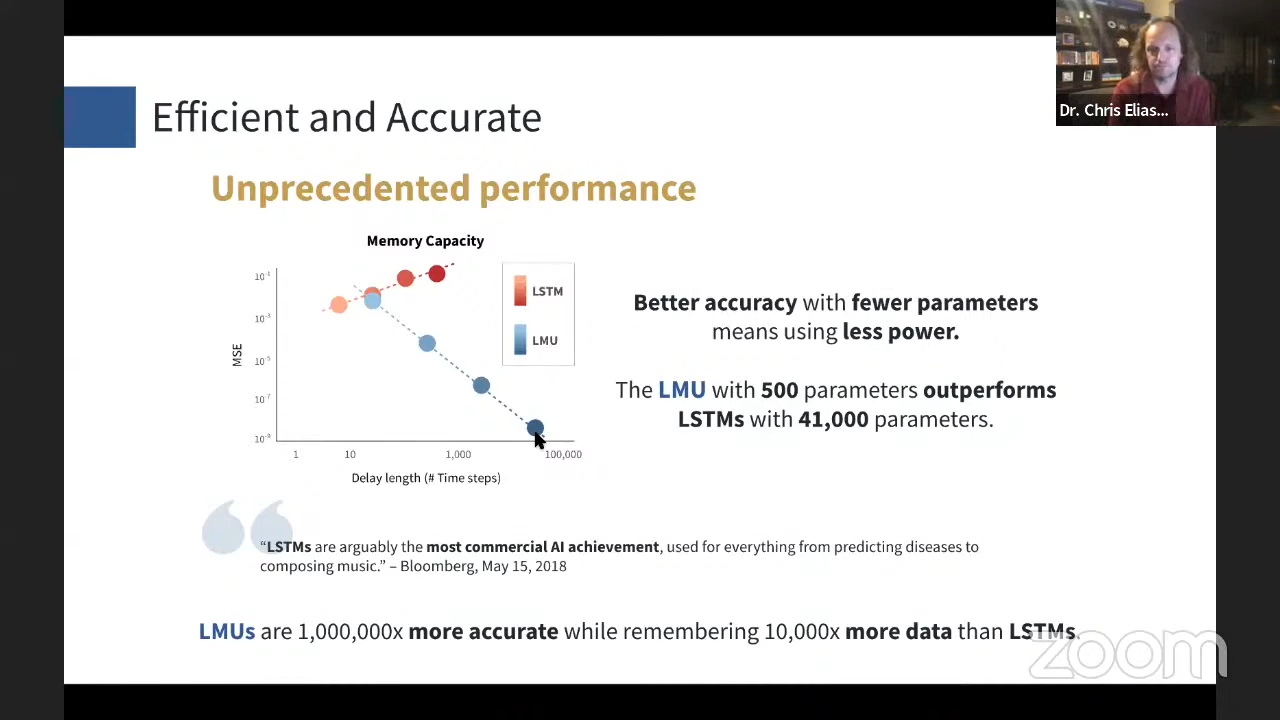 Dr. Chris Elias...
Efficient and Accurate
Unprecedented performance
Memory Capacity
10-1
10-3
10-5
10-7
10-9
MSE
1
10
1,000
100,000
Delay length (# Time steps)
LSTM
LMU
Better accuracy with fewer parameters
means using less power.
The LMU with 500 parameters outperforms
LSTMs with 41,000 parameters.
“LSTMs are arguably the most commercial AI achievement, used for everything from predicting diseases to
composing music.” – Bloomberg, May 15, 2018
LMUs are 1,000,000x more accurate while remembering 10,000x more data than LSTMs.
zoom